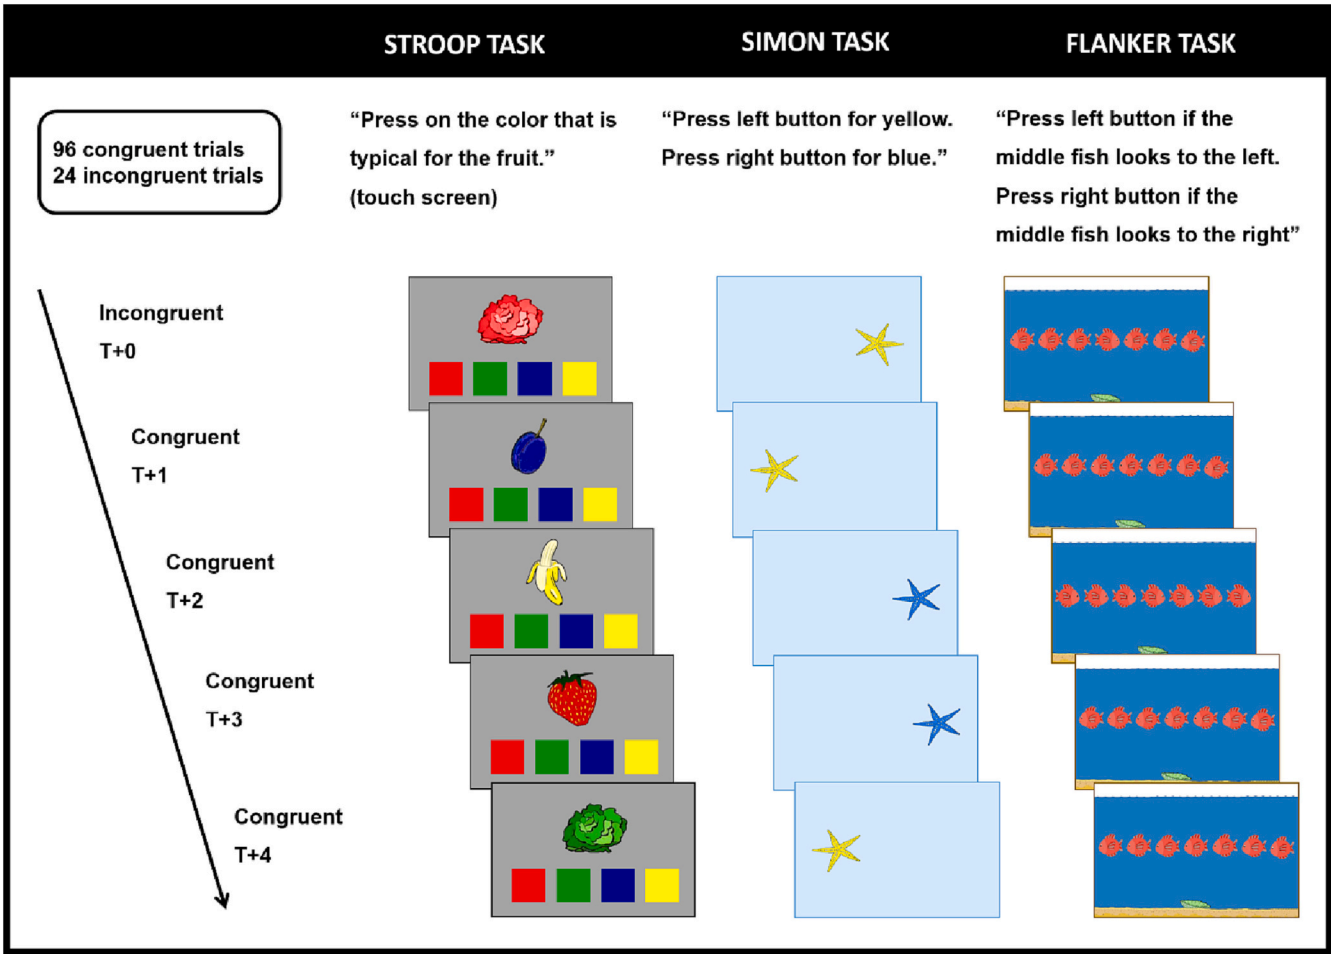 STROOP TASK
SIMON TASK
FLANKER TASK
96 congruent trials
24 incongruent trials
“Press on the color that is
typical for the fruit.”
(touch screen)
“Press left button for yellow.
Press right button for blue.”
“Press left button if the
middle fish looks to the left.
Press right button if the
middle fish looks to the right”
Incongruent
T+0
Congruent
T+1
Congruent
T+2
Congruent
T+3
Congruent
T+4